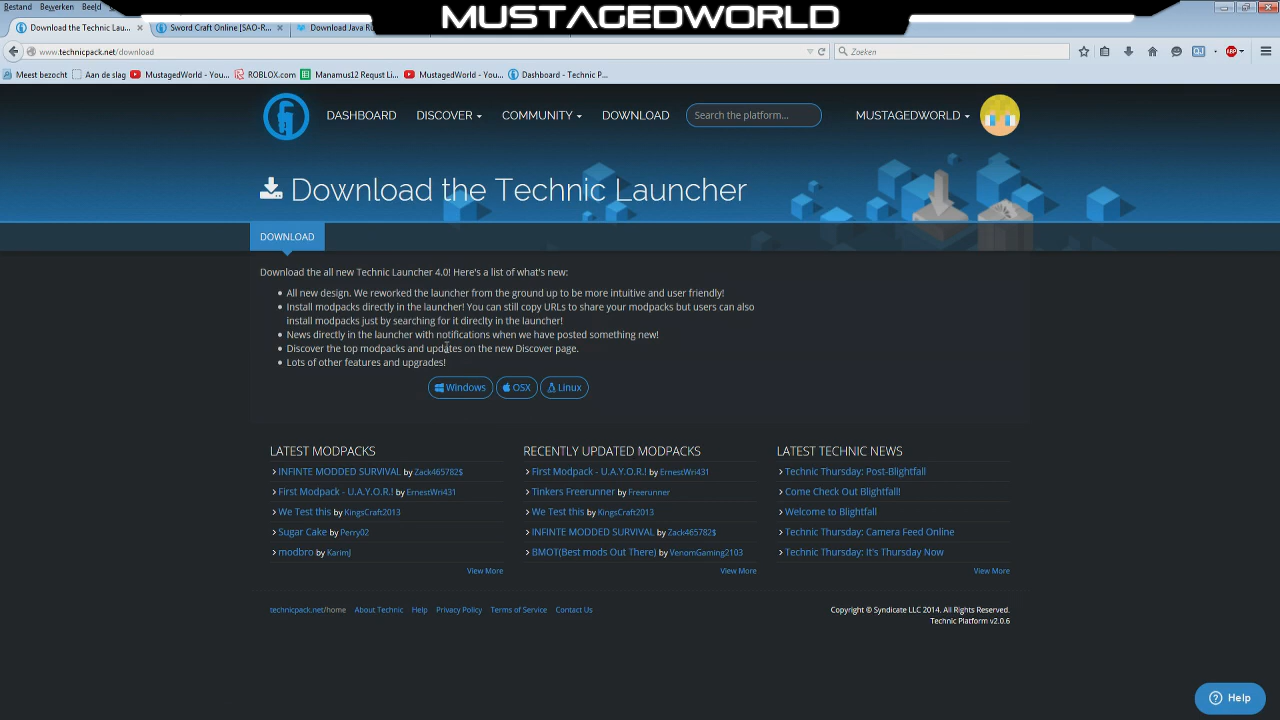 Bestand Bewerken Beeld
MUSTAGEDWORLD
Download the Technic Lau... × Sword Craft Online [SAO-R... × Download Java
www.technicpack.net/download Zoeken
Meest bezocht Aan de slag MustagedWorld - You... ROBLOX.com Manamus12 Requst Li... MustagedWorld - You... Dashboard - Technic P...
DASHBOARD DISCOVER COMMUNITY DOWNLOAD Search the platform... MUSTAGEDWORLD
Download the Technic Launcher
DOWNLOAD
Download the all new Technic Launcher 4.0! Here's a list of what's new:
All new design. We reworked the launcher from the ground up to be more intuitive and user friendly!
Install modpacks directly in the launcher! You can still copy URLs to share your modpacks but users can also
install modpacks just by searching for it direclty in the launcher!
News directly in the launcher with notifications when we have posted something new!
Discover the top modpacks and updates on the new Discover page.
Lots of other features and upgrades!
Windows OSX Linux
LATEST MODPACKS
INFINTE MODDED SURVIVAL by Zack465782$
First Modpack - U.A.Y.O.R.! by ErnestWri431
We Test this by KingsCraft2013
Sugar Cake by Perry02
modbro by KarimJ
View More
RECENTLY UPDATED MODPACKS
First Modpack - U.A.Y.O.R.! by ErnestWri431
Tinkers Freerunner by Freerunner
We Test this by KingsCraft2013
INFINTE MODDED SURVIVAL by Zack465782$
BMOT(Best mods Out There) by VenomGaming2103
View More
LATEST TECHNIC NEWS
Technic Thursday: Post-Blightfall
Come Check Out Blightfall!
Welcome to Blightfall
Technic Thursday: Camera Feed Online
Technic Thursday: It's Thursday Now
View More
technicpack.net/home About Technic Help Privacy Policy Terms of Service Contact Us
Copyright © Syndicate LLC 2014. All Rights Reserved.
Technic Platform v2.0.6
Help